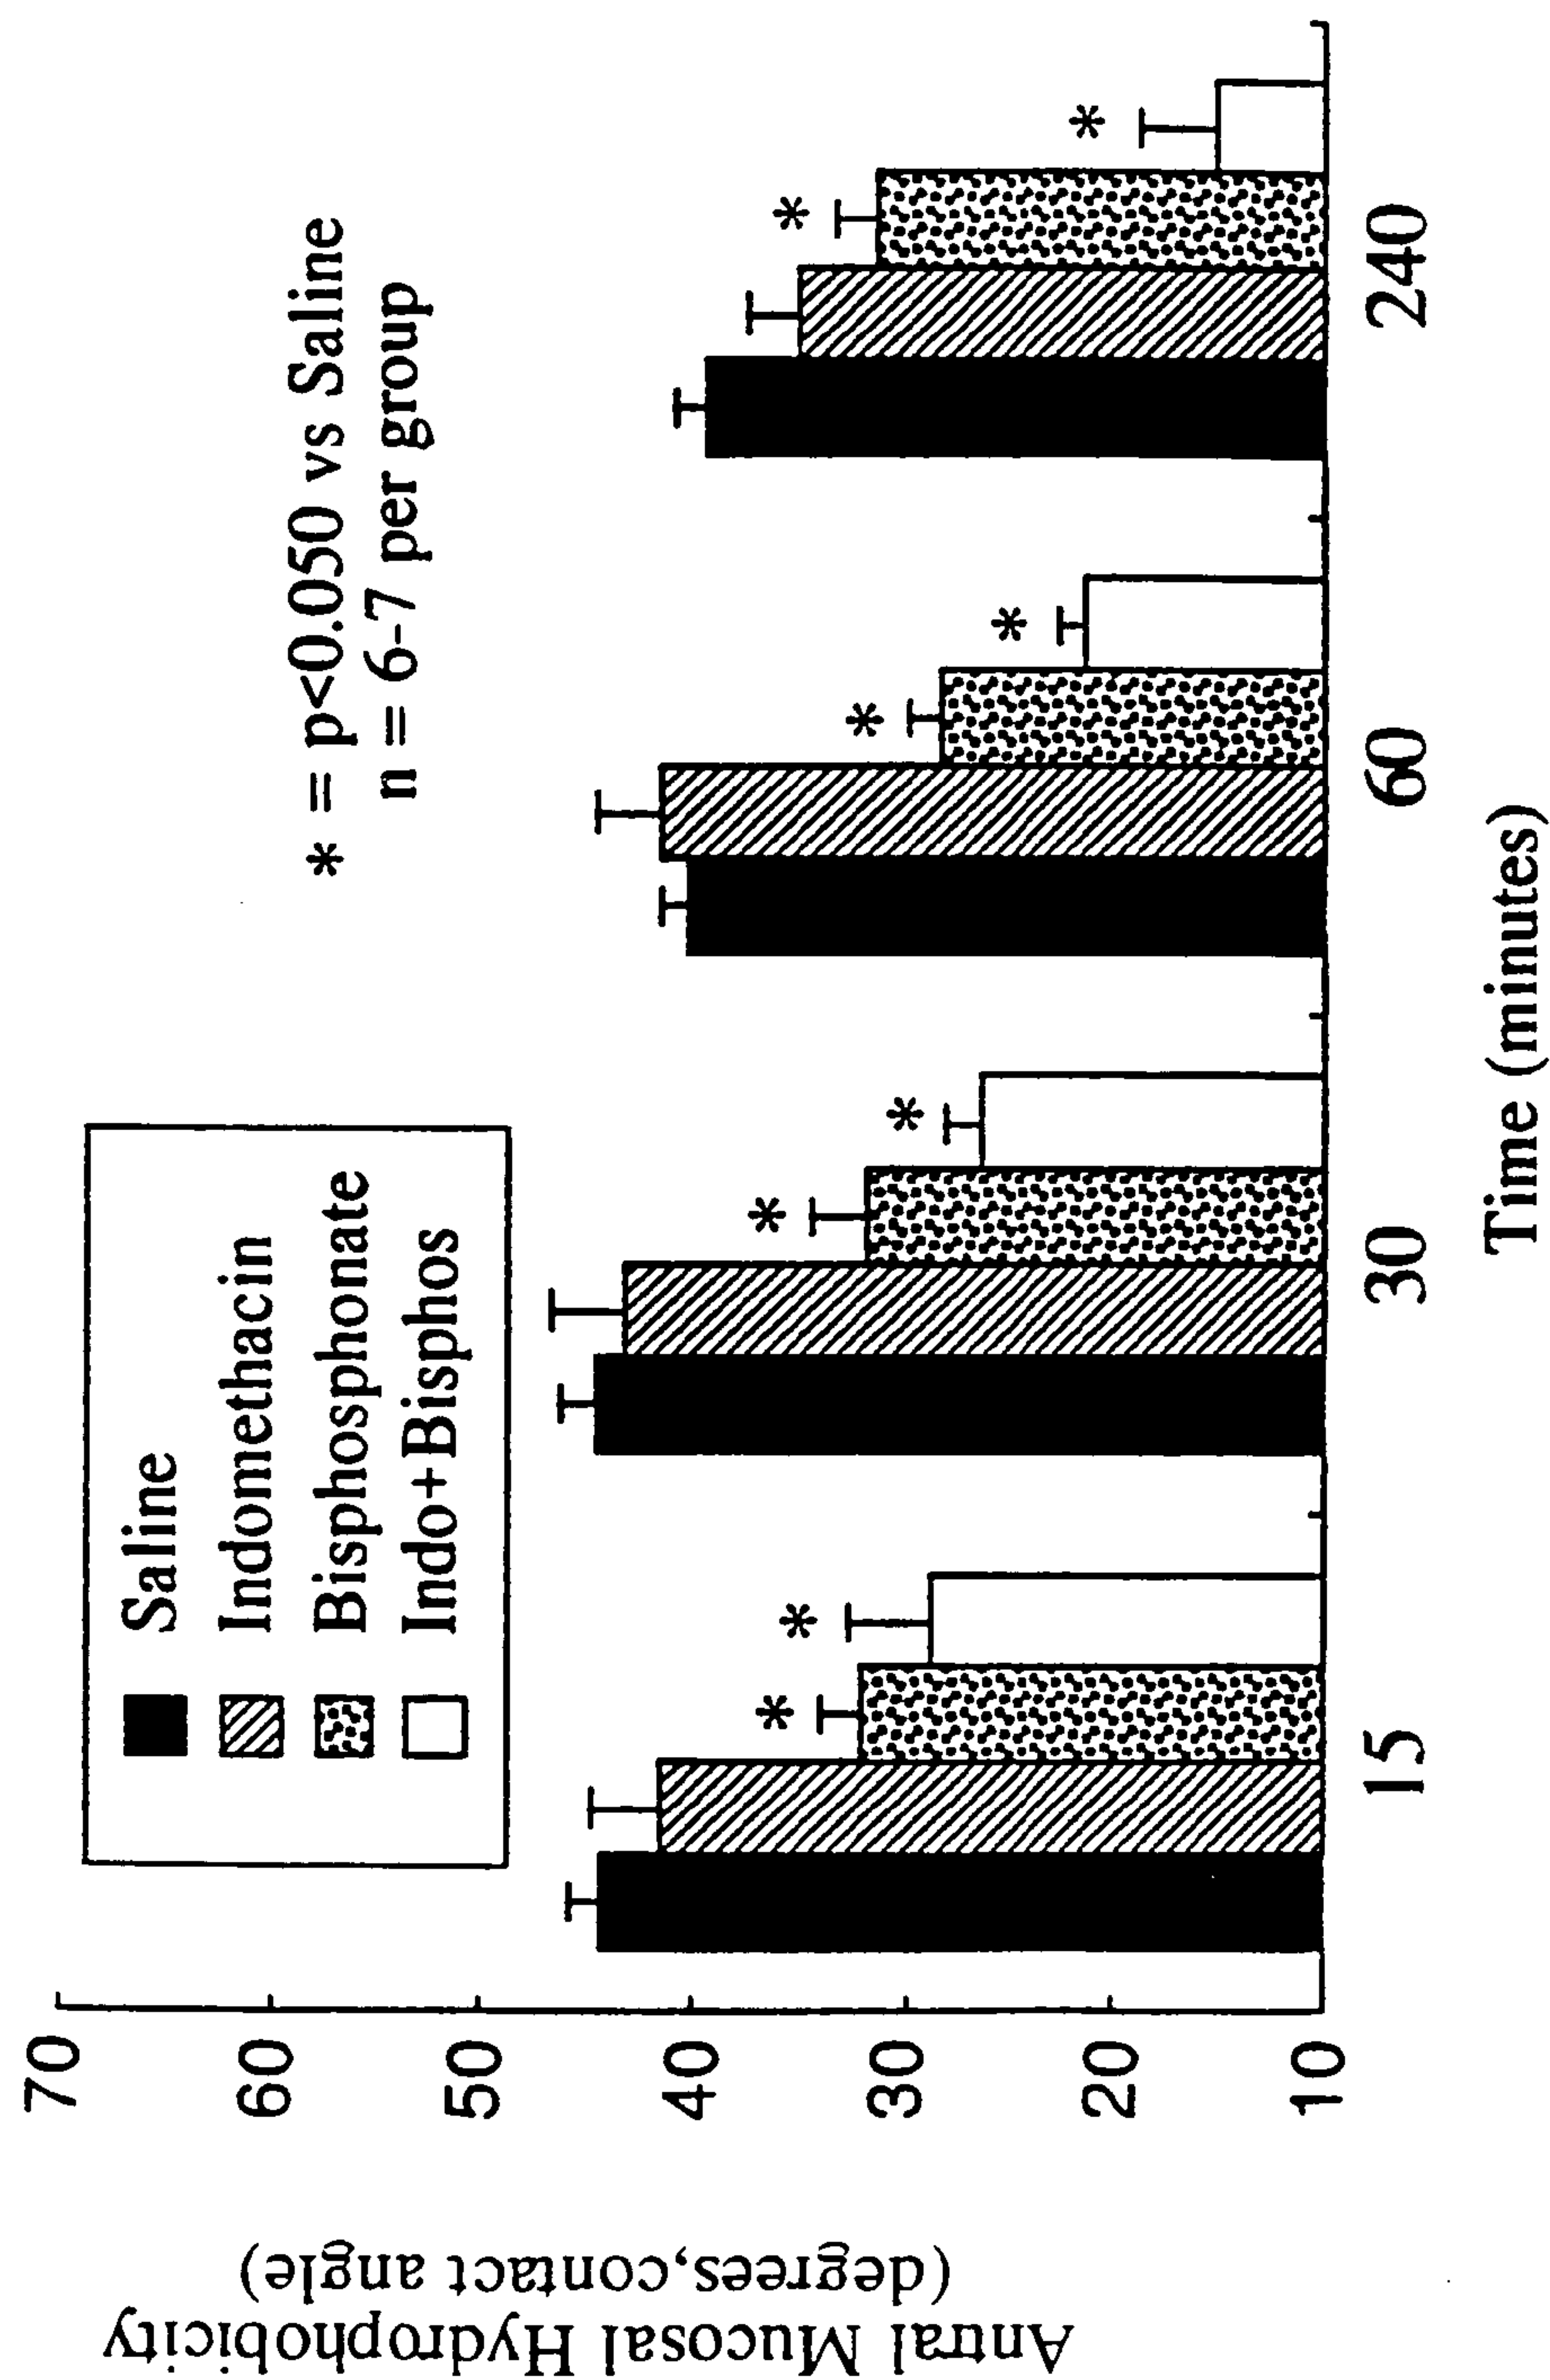 Antral Mucosal Hydrophobicity
(degrees,contact angle)
70
60
50
40
30
20
10
Saline
Indomethacin
Bisphosphonate
Indo+Bisphos
* = p<0.050 vs Saline
n = 6-7 per group
* * * * * * * *
15 30 60 240
Time (minutes)